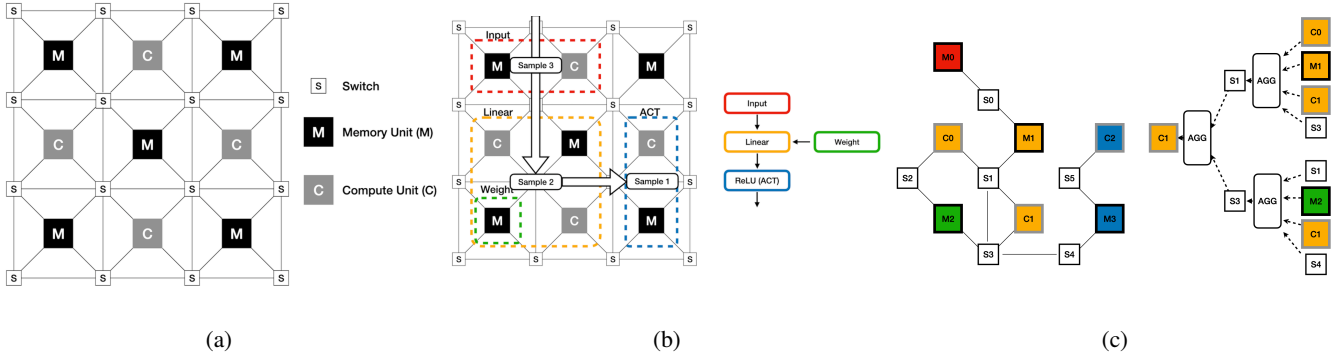 S S S S
M C M
S S S S
C M C
S S S S
M C M
S S S S
S Switch
M Memory Unit (M)
C Compute Unit (C)
(a)
S S S S
Input
M Sample 3 C M
S S S S
Linear ACT
C M C
S Sample 2 Sample 1 S
Weight
M C M
S S S S
Input
Linear Weight
ReLU (ACT)
(b)
M0
S0
C0 M1 C2
S2 S1 S5
M2 C1 M3
S3 S4
C0
S1 AGG M1
C1
S3
C1 AGG
S1
S3 AGG M2
C1
S4
(c)